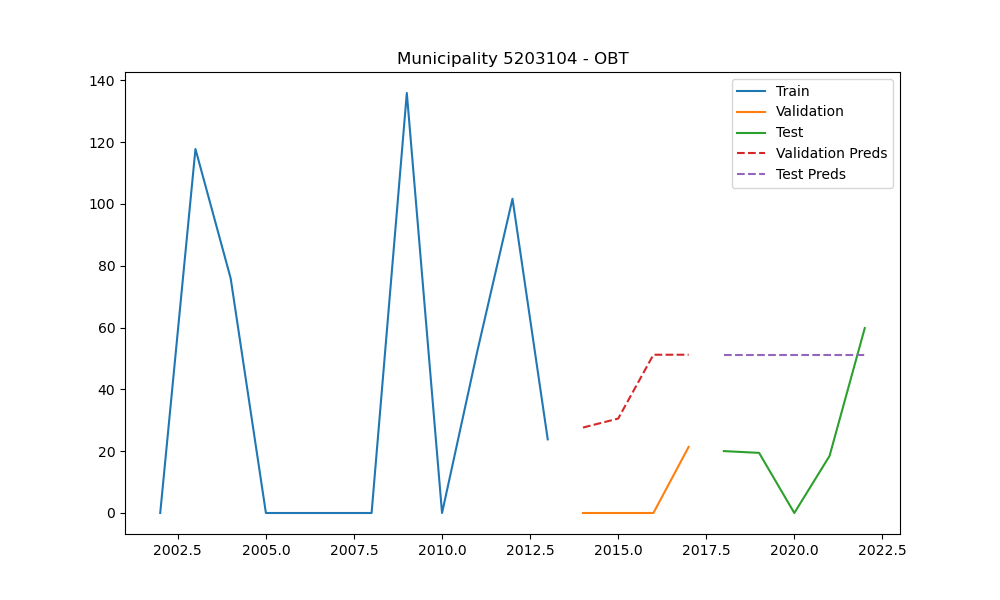 Municipality 5203104 - OBT
140
120
100
80
60
40
20
0
2002.5 2005.0 2007.5 2010.0 2012.5 2015.0 2017.5 2020.0 2022.5
Train
Validation
Test
Validation Preds
Test Preds